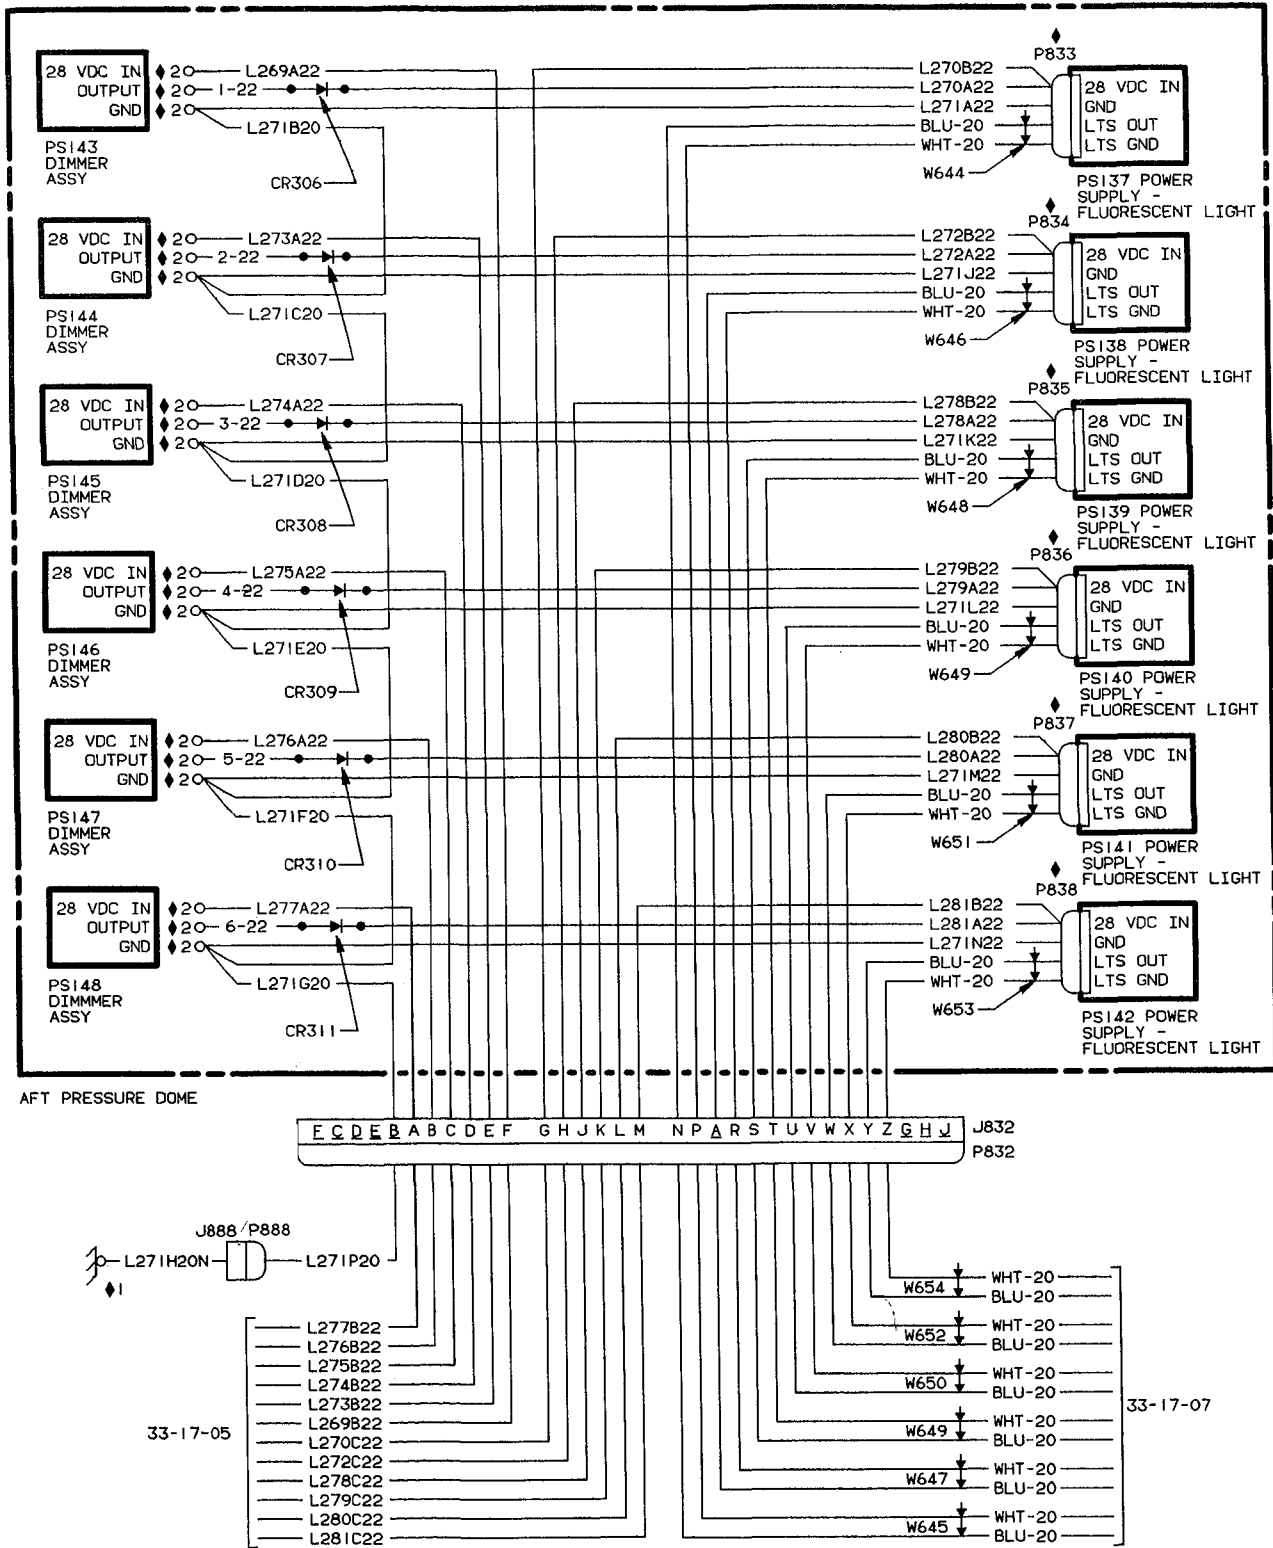 28 VDC IN ♦2 L269A22
OUTPUT ♦2 1-22
GND ♦2
L271B20
PS143
DIMMER
ASSY
CR306
♦
P833
L270B22
L270A22 28 VDC IN
L271A22 GND
BLU-20 LTS OUT
WHT-20 LTS GND
W644
PS137 POWER
SUPPLY -
FLUORESCENT LIGHT
28 VDC IN ♦2 L273A22
OUTPUT ♦2 2-22
GND ♦2
L271C20
PS144
DIMMER
ASSY
CR307
♦
P834
L272B22
L272A22 28 VDC IN
L271J22 GND
BLU-20 LTS OUT
WHT-20 LTS GND
W646
PS138 POWER
SUPPLY -
FLUORESCENT LIGHT
28 VDC IN ♦2 L274A22
OUTPUT ♦2 3-22
GND ♦2
L271D20
PS145
DIMMER
ASSY
CR308
♦
P835
L278B22
L278A22 28 VDC IN
L271K22 GND
BLU-20 LTS OUT
WHT-20 LTS GND
W648
PS139 POWER
SUPPLY -
FLUORESCENT LIGHT
28 VDC IN ♦2 L275A22
OUTPUT ♦2 4-22
GND ♦2
L271E20
PS146
DIMMER
ASSY
CR309
♦
P836
L279B22
L279A22 28 VDC IN
L271L22 GND
BLU-20 LTS OUT
WHT-20 LTS GND
W649
PS140 POWER
SUPPLY -
FLUORESCENT LIGHT
28 VDC IN ♦2 L276A22
OUTPUT ♦2 5-22
GND ♦2
L271F20
PS147
DIMMER
ASSY
CR310
♦
P837
L280B22
L280A22 28 VDC IN
L271M22 GND
BLU-20 LTS OUT
WHT-20 LTS GND
W651
PS141 POWER
SUPPLY -
FLUORESCENT LIGHT
28 VDC IN ♦2 L277A22
OUTPUT ♦2 6-22
GND ♦2
L271G20
PS148
DIMMMER
ASSY
CR311
♦
P838
L281B22
L281A22 28 VDC IN
L271N22 GND
BLU-20 LTS OUT
WHT-20 LTS GND
W653
PS142 POWER
SUPPLY -
FLUORESCENT LIGHT
AFT PRESSURE DOME
F C D E B A B C D E F G H J K L M N P A R S T U V W X Y Z G H J J832
P832
J888/P888
L271H20N L271P20
♦1
L277B22
L276B22
L275B22
L274B22
L273B22
L269B22
33-17-05
L270C22
L272C22
L278C22
L279C22
L280C22
L281C22
W654 WHT-20
BLU-20
W652 WHT-20
BLU-20
W650 WHT-20
BLU-20
33-17-07
W649 WHT-20
BLU-20
W647 WHT-20
BLU-20
W645 WHT-20
BLU-20